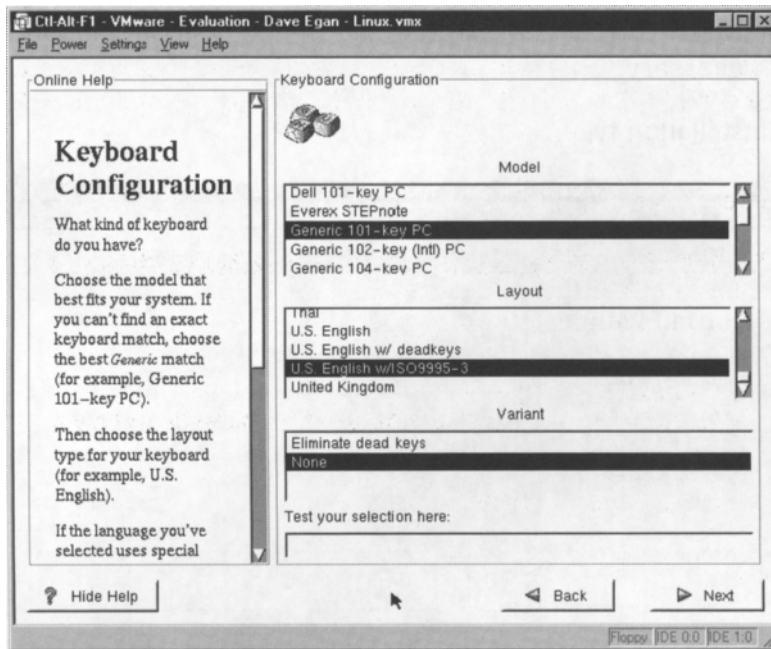 Ctl-Alt-F1 - VMware - Evaluation - Dave Egan - Linux.vmx
File Power Settings View Help
Online Help
Keyboard
Configuration
What kind of keyboard
do you have?
Choose the model that
best fits your system. If
you can't find an exact
keyboard match, choose
the best Generic match
(for example, Generic
101-key PC).
Then choose the layout
type for your keyboard
(for example, U.S.
English).
If the language you've
selected uses special
Keyboard Configuration
Model
Dell 101-key PC
Everex STEPnote
Generic 101-key PC
Generic 102-key (Intl) PC
Generic 104-key PC
Layout
Thai
U.S. English
U.S. English w/ deadkeys
U.S. English w/ISO9995-3
United Kingdom
Variant
Eliminate dead keys
None
Test your selection here:
? Hide Help
Back
Next
Floppy IDE 0:0 IDE 1:0